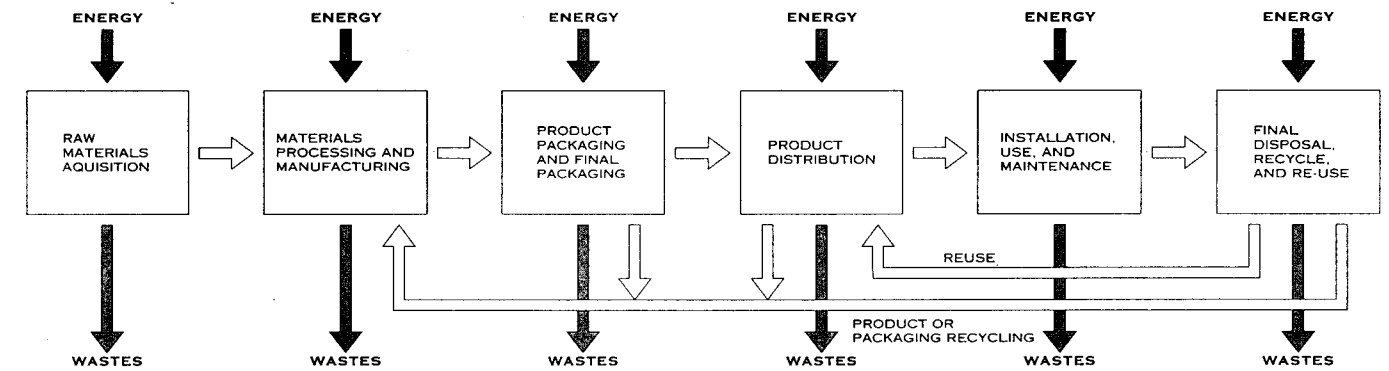 ENERGY
ENERGY
ENERGY
ENERGY
ENERGY
ENERGY
RAW
MATERIALS
AQUISITION
MATERIALS
PROCESSING AND
MANUFACTURING
PRODUCT
PACKAGING
AND FINAL
PACKAGING
PRODUCT
DISTRIBUTION
INSTALLATION,
USE, AND
MAINTENANCE
FINAL
DISPOSAL,
RECYCLE,
AND RE-USE
REUSE
PRODUCT OR
PACKAGING RECYCLING
WASTES
WASTES
WASTES
WASTES
WASTES
WASTES